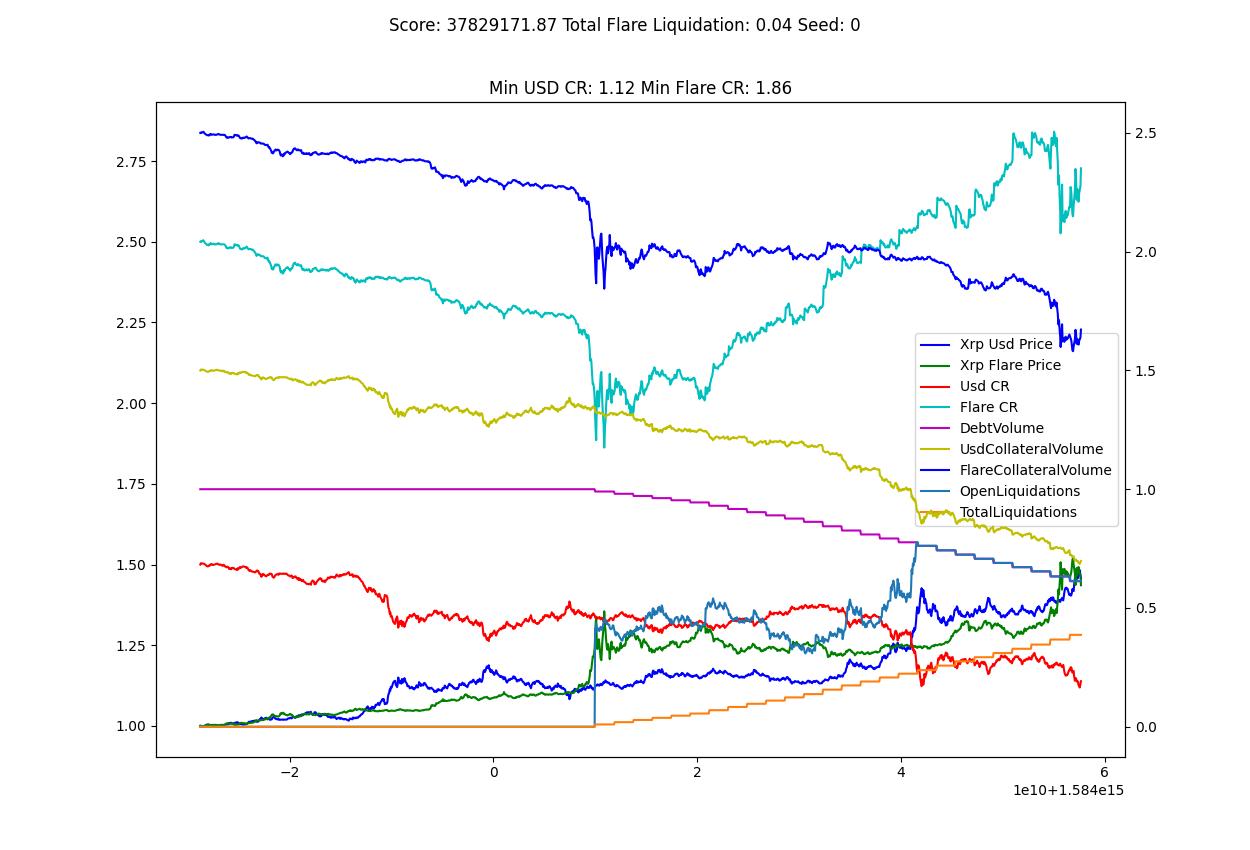 Score: 37829171.87 Total Flare Liquidation: 0.04 Seed: 0
Min USD CR: 1.12 Min Flare CR: 1.86
2.75
2.50
2.25
2.00
1.75
1.50
1.25
1.00
2.5
2.0
1.5
1.0
0.5
0.0
Xrp Usd Price
Xrp Flare Price
Usd CR
Flare CR
DebtVolume
UsdCollateralVolume
FlareCollateralVolume
OpenLiquidations
TotalLiquidations
−2
0
2
4
6
1e10+1.584e15